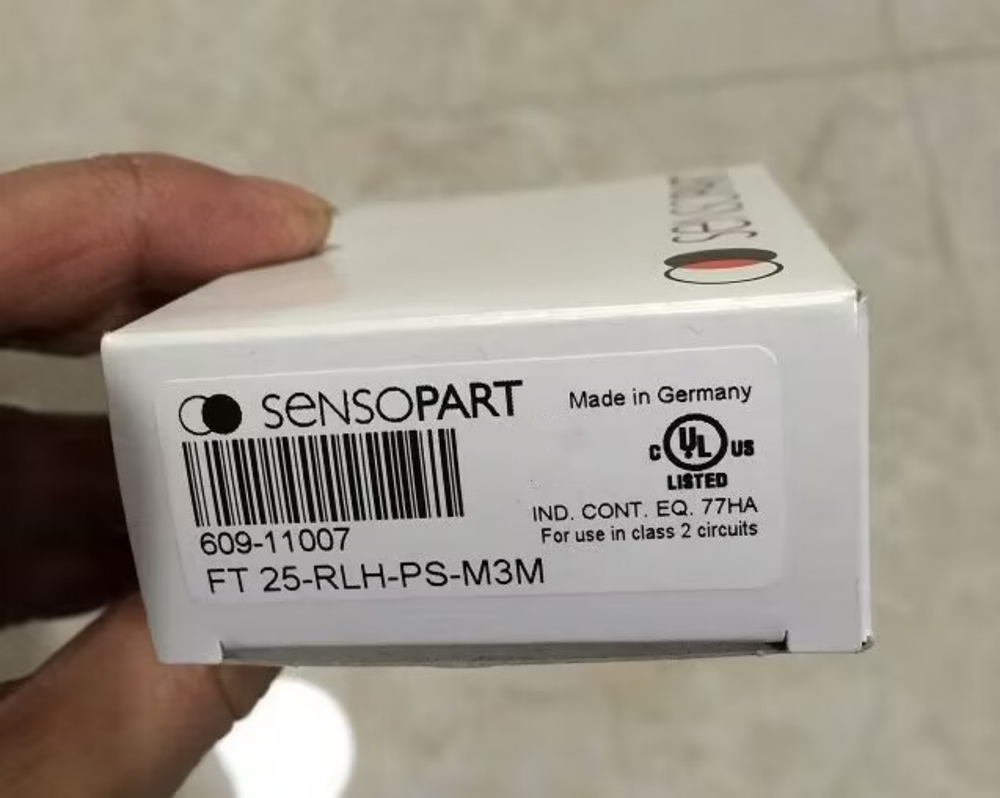 SENSOPART
SENSOPART
Made in Germany
C UL US
LISTED
IND. CONT. EQ. 77HA
For use in class 2 circuits
609-11007
FT 25-RLH-PS-M3M